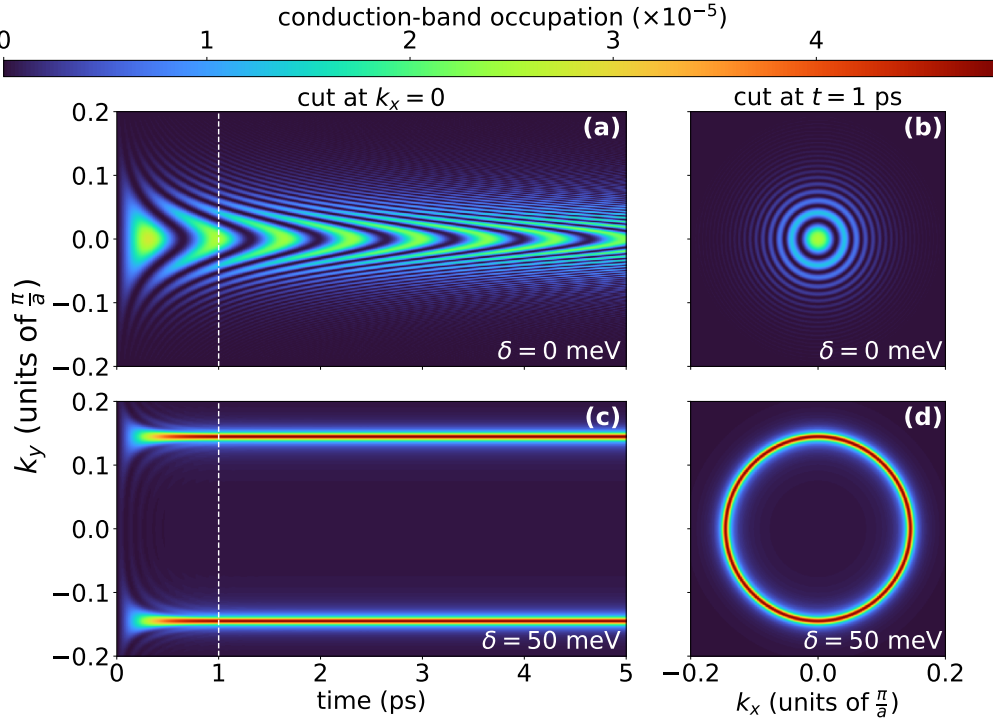 conduction-band occupation (×10⁻⁵)
0 1 2 3 4
cut at kₓ = 0
cut at t = 1 ps
(a)
(b)
0.2
0.1
0.0
−0.1
−0.2
δ = 0 meV
δ = 0 meV
k_y (units of π/a)
(c)
(d)
0.2
0.1
0.0
−0.1
−0.2
δ = 50 meV
δ = 50 meV
0 1 2 3 4 5
−0.2 0.0 0.2
time (ps)
kₓ (units of π/a)